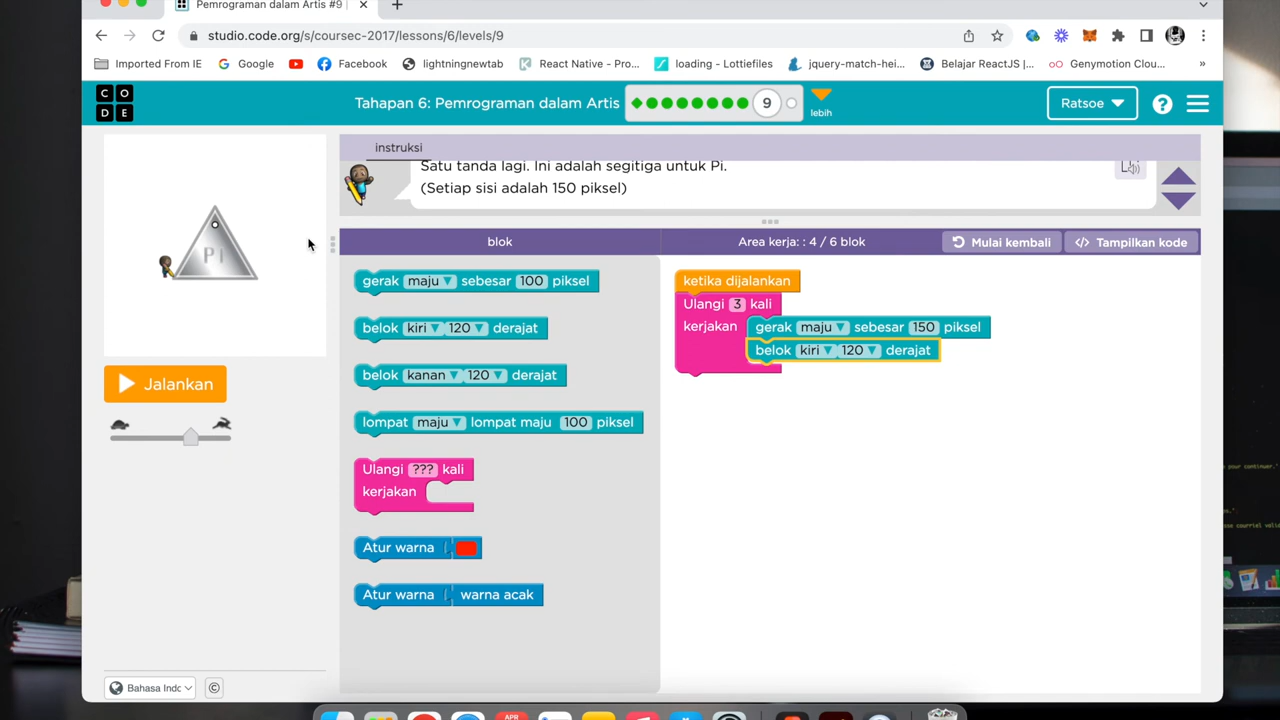 Pemrograman dalam Artis #9
studio.code.org/s/coursec-2017/lessons/6/levels/9
Imported From IE
Google
Facebook
lightningnewtab
React Native - Pro...
loading - Lottiefiles
jquery-match-hei...
Belajar ReactJS |...
Genymotion Clou...
»
CODE
Tahapan 6: Pemrograman dalam Artis
9
lebih
Ratsoe
?
instruksi
Satu tanda lagi. Ini adalah segitiga untuk Pi.
(Setiap sisi adalah 150 piksel)
Pi
blok
Area kerja: : 4 / 6 blok
Mulai kembali
</> Tampilkan kode
gerak maju sebesar 100 piksel
belok kiri 120 derajat
belok kanan 120 derajat
lompat maju lompat maju 100 piksel
Ulangi ??? kali
kerjakan
Atur warna
Atur warna warna acak
ketika dijalankan
Ulangi 3 kali
kerjakan gerak maju sebesar 150 piksel
belok kiri 120 derajat
Jalankan
Bahasa Indc
©
APR